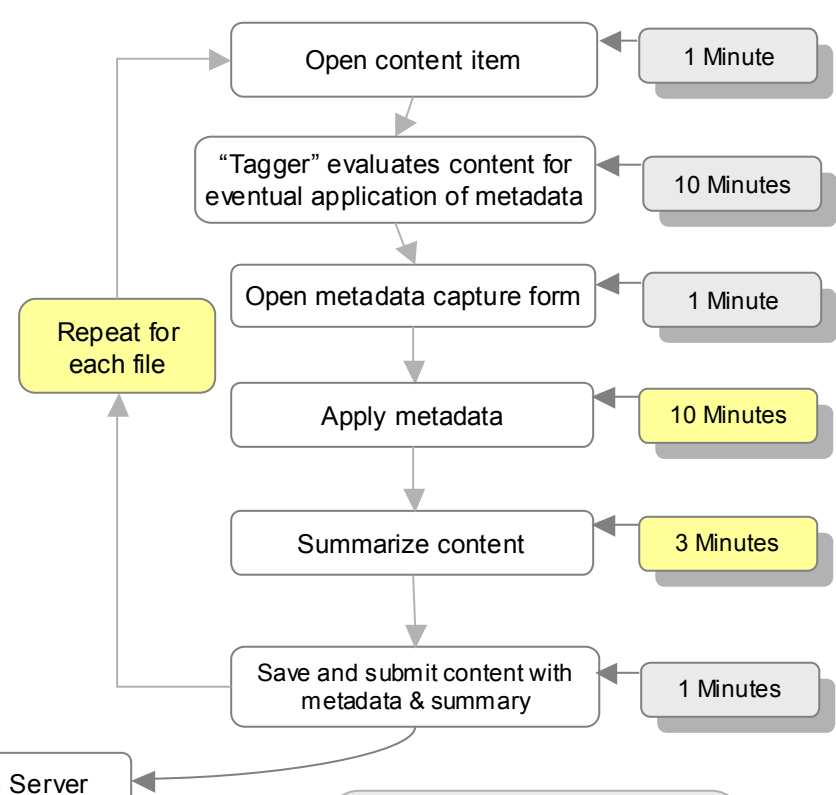 Open content item
1 Minute
“Tagger” evaluates content for
eventual application of metadata
10 Minutes
Open metadata capture form
1 Minute
Repeat for
each file
Apply metadata
10 Minutes
Summarize content
3 Minutes
Save and submit content with
metadata & summary
1 Minutes
Server